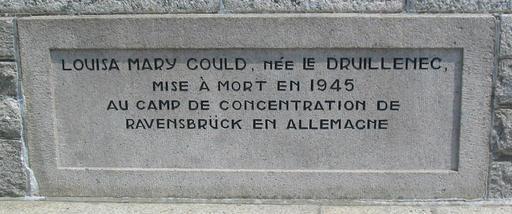 LOUISA MARY GOULD, NÉE LE DRUILLENEC,
MISE À MORT EN 1945
AU CAMP DE CONCENTRATION DE
RAVENSBRÜCK EN ALLEMAGNE